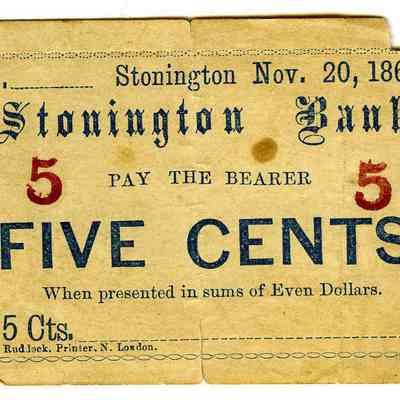 Stonington Nov. 20, 186
Stonington Bank
5 PAY THE BEARER 5
FIVE CENTS
When presented in sums of Even Dollars.
5 Cts.
Ruddock, Printer, N. London.